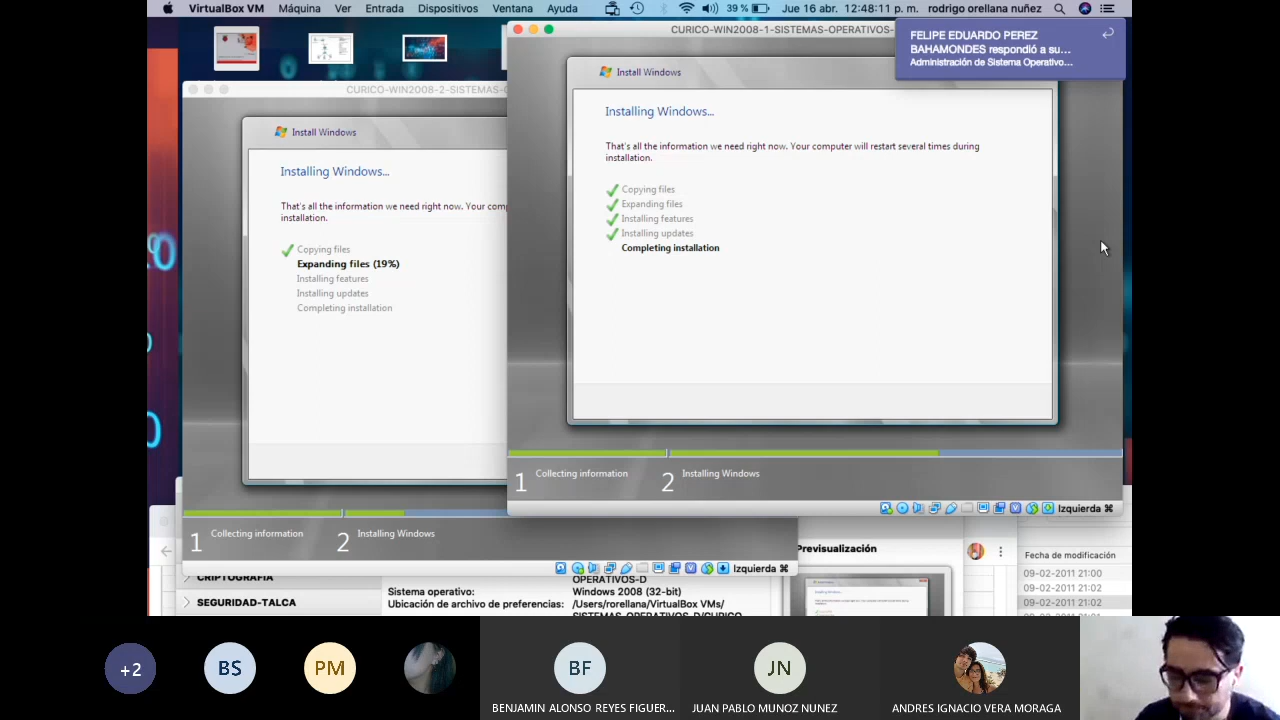 VirtualBox VM Máquina Ver Entrada Dispositivos Ventana Ayuda 39 % Jue 16 abr. 12:48:11 p. m. rodrigo orellana nuñez
CURICO-WIN2008-1-SISTEMAS-OPERATIVOS-
FELIPE EDUARDO PEREZ
BAHAMONDES respondió a su...
Administración de Sistema Operativo...
Install Windows
Installing Windows...
That's all the information we need right now. Your computer will restart several times during
installation.
Copying files
Expanding files
Installing features
Installing updates
Completing installation
1 Collecting information
2 Installing Windows
Izquierda ⌘
CURICO-WIN2008-2-SISTEMAS-
Install Windows
Installing Windows...
That's all the information we need right now. Your
installation.
Copying files
Expanding files (19%)
Installing features
Installing updates
Completing installation
1 Collecting information
2 Installing Windows
Izquierda ⌘
CRIPTOGRAFIA
SEGURIDAD-TALCA
OPERATIVOS-D
Sistema operativo: Windows 2008 (32-bit)
Ubicación de archivo de preferencias: /Users/rorellana/VirtualBox VMs/
SISTEMAS-OPERATIVOS-D/CURICO
Previsualización
Fecha de modificación
09-02-2011 21:00
09-02-2011 21:02
09-02-2011 21:02
+2
BS
PM
BF
JN
BENJAMIN ALONSO REYES FIGUER...
JUAN PABLO MUNOZ NUNEZ
ANDRES IGNACIO VERA MORAGA